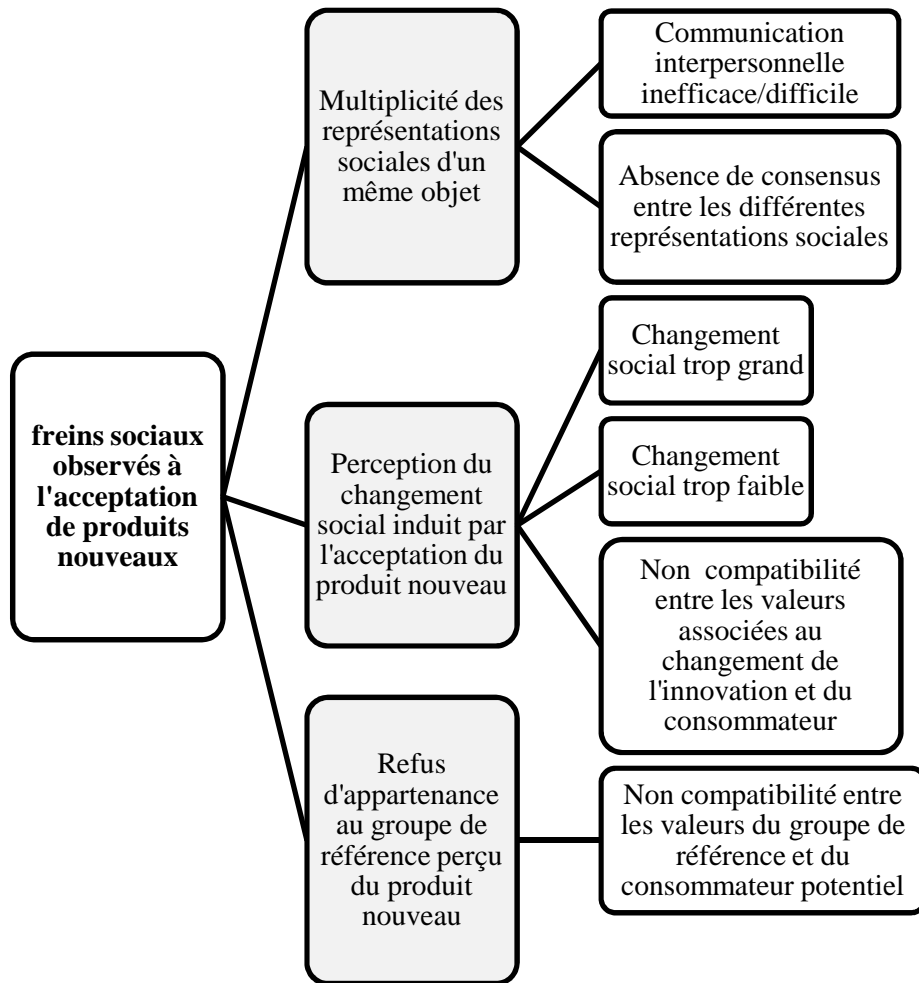 freins sociaux
observés à
l'acceptation
de produits
nouveaux
Multiplicité des
représentations
sociales d'un
même objet
Communication
interpersonnelle
inefficace/difficile
Absence de consensus
entre les différentes
représentations sociales
Perception du
changement
social induit par
l'acceptation du
produit nouveau
Changement
social trop grand
Changement
social trop faible
Non compatibilité
entre les valeurs
associées au
changement de
l'innovation et du
consommateur
Refus
d'appartenance
au groupe de
référence perçu
du produit
nouveau
Non compatibilité entre
les valeurs du groupe de
référence et du
consommateur potentiel